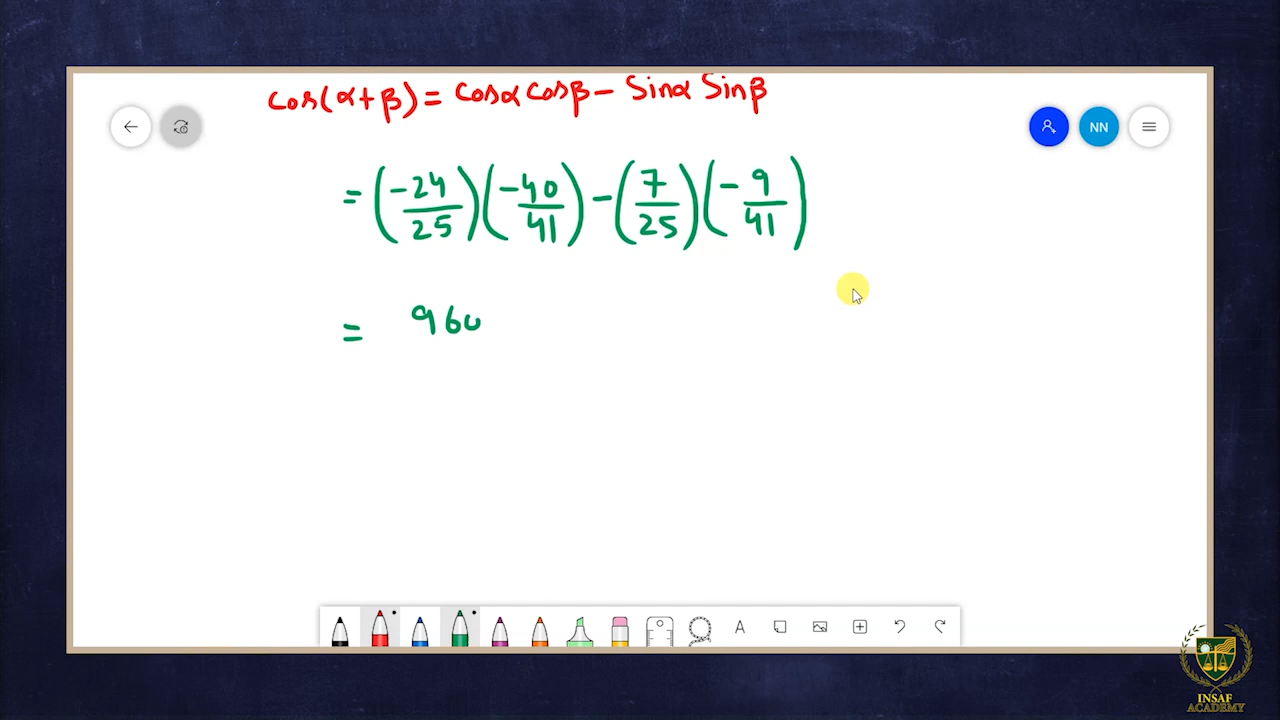 cos(α+β) = cosα cosβ − sinα sinβ
= (-24/25)(-40/41) − (7/25)(-9/41)
= 960
NN
A
INSAF
ACADEMY